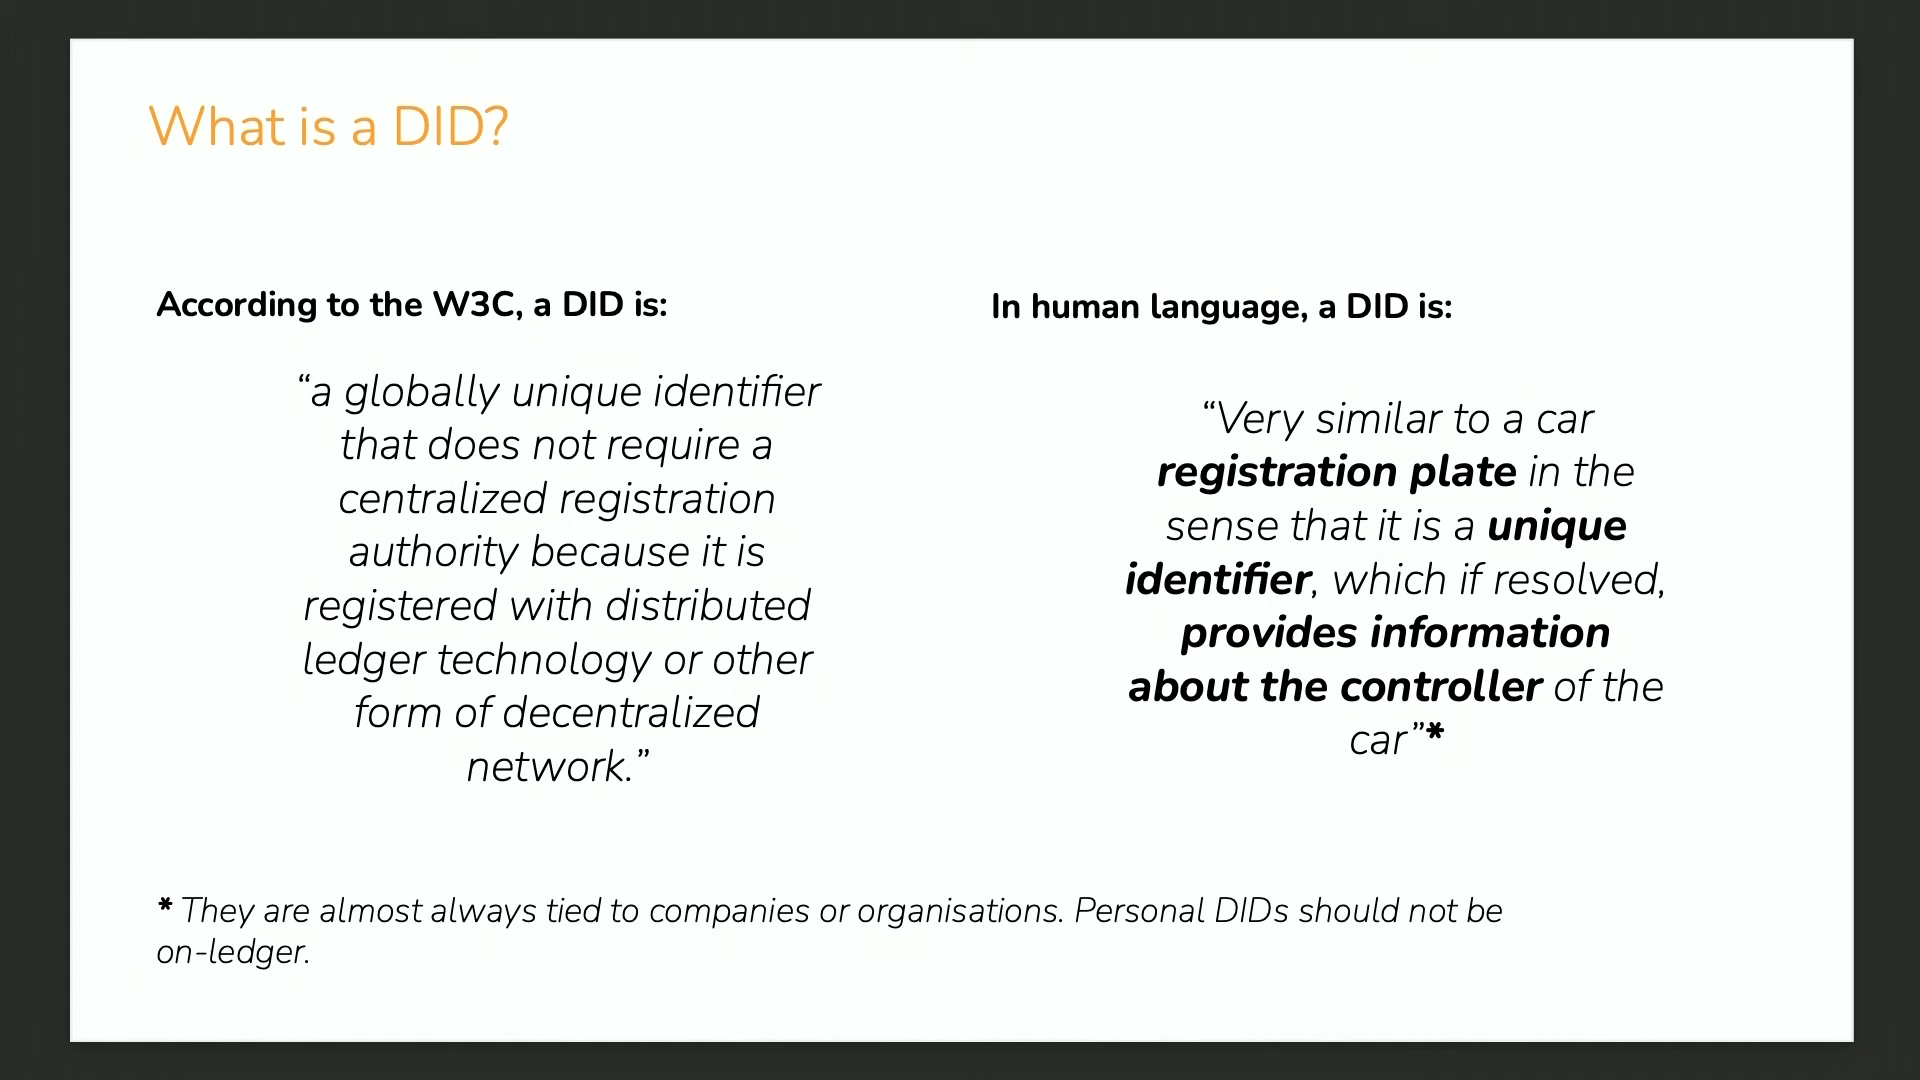 What is a DID?
According to the W3C, a DID is:
“a globally unique identifier
that does not require a
centralized registration
authority because it is
registered with distributed
ledger technology or other
form of decentralized
network.”
In human language, a DID is:
“Very similar to a car
registration plate in the
sense that it is a unique
identifier, which if resolved,
provides information
about the controller of the
car”*
* They are almost always tied to companies or organisations. Personal DIDs should not be
on-ledger.